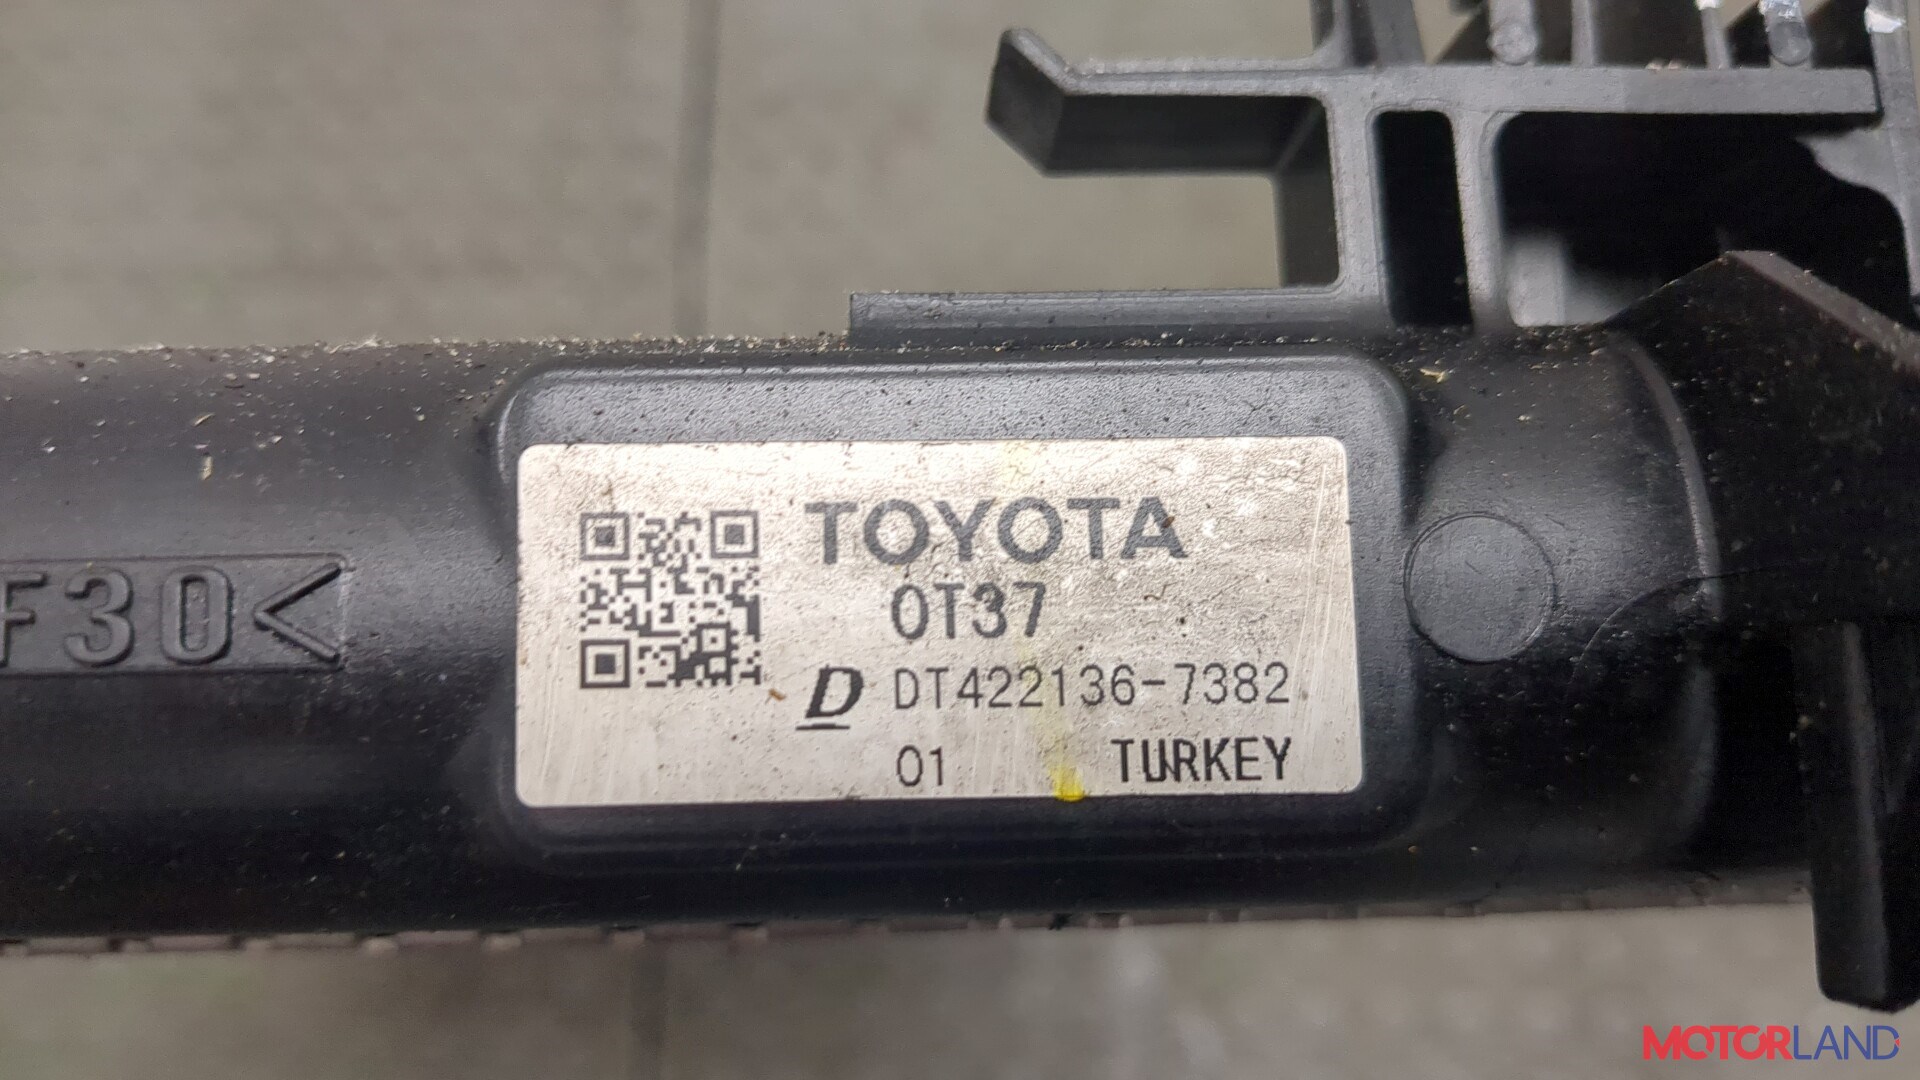 F30<
TOYOTA
0T37
D DT422136-7382
01 TURKEY
MOTORLAND